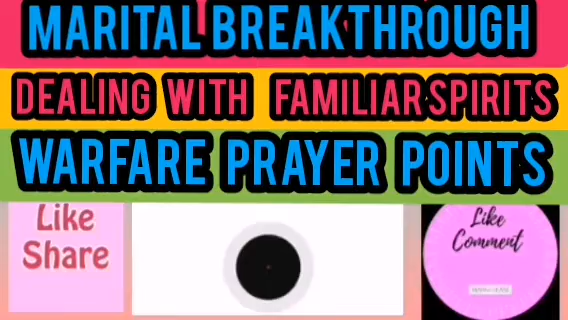 MARITAL BREAKTHROUGH
DEALING WITH FAMILIAR SPIRITS
WARFARE PRAYER POINTS
Like
Share
Like
Comment